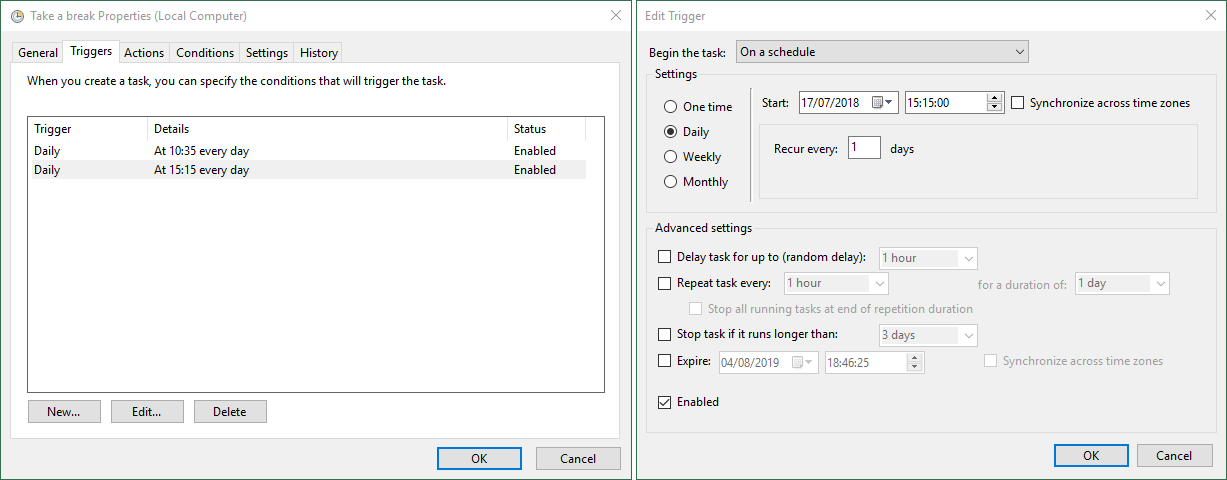 Take a break Properties (Local Computer)
General Triggers Actions Conditions Settings History
When you create a task, you can specify the conditions that will trigger the task.
Trigger Details Status
Daily At 10:35 every day Enabled
Daily At 15:15 every day Enabled
New... Edit... Delete
OK Cancel
Edit Trigger
Begin the task: On a schedule
Settings
One time
Daily
Weekly
Monthly
Start: 17/07/2018 15:15:00 Synchronize across time zones
Recur every: 1 days
Advanced settings
Delay task for up to (random delay): 1 hour
Repeat task every: 1 hour for a duration of: 1 day
Stop all running tasks at end of repetition duration
Stop task if it runs longer than: 3 days
Expire: 04/08/2019 18:46:25 Synchronize across time zones
Enabled
OK Cancel